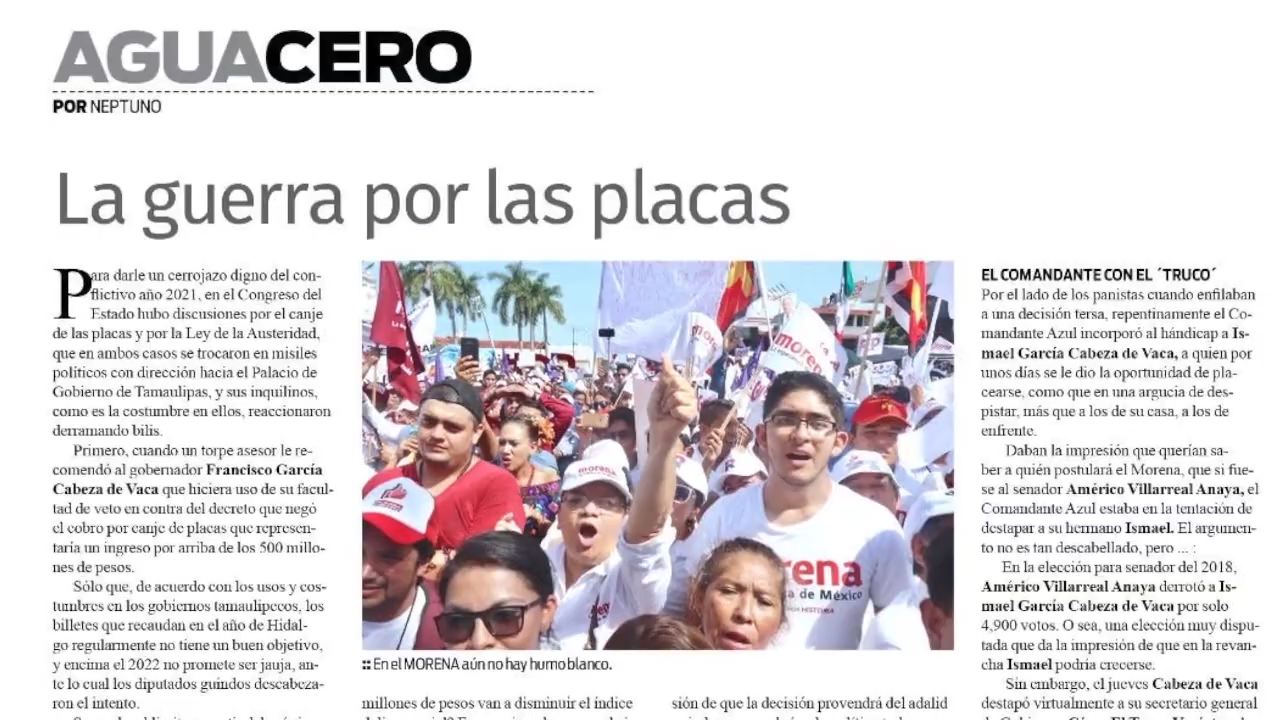 AGUACERO
POR NEPTUNO
La guerra por las placas
Para darle un cerrojazo digno del con-
flictivo año 2021, en el Congreso del
Estado hubo discusiones por el canje
de las placas y por la Ley de la Austeridad,
que en ambos casos se trocaron en misiles
políticos con dirección hacia el Palacio de
Gobierno de Tamaulipas, y sus inquilinos,
como es la costumbre en ellos, reaccionaron
derramando bilis.
Primero, cuando un torpe asesor le re-
comendó al gobernador Francisco García
Cabeza de Vaca que hiciera uso de su facul-
tad de veto en contra del decreto que negó
el cobro por canje de placas que represen-
taría un ingreso por arriba de los 500 millo-
nes de pesos.
Sólo que, de acuerdo con los usos y cos-
tumbres en los gobiernos tamaulipecos, los
billetes que recaudan en el año de Hidal-
go regularmente no tiene un buen objetivo,
y encima el 2022 no promete ser jauja, an-
te lo cual los diputados guindos descabeza-
ron el intento.
morena
morena
morena
rena
a de México
:: En el MORENA aún no hay humo blanco.
millones de pesos van a disminuir el índice
sión de que la decisión provendrá del adalid
EL COMANDANTE CON EL ´TRUCO´
Por el lado de los panistas cuando enfilaban
a una decisión tersa, repentinamente el Co-
mandante Azul incorporó al hándicap a Is-
mael García Cabeza de Vaca, a quien por
unos días se le dio la oportunidad de pla-
cearse, como que en una argucia de des-
pistar, más que a los de su casa, a los de
enfrente.
Daban la impresión que querían sa-
ber a quién postulará el Morena, que si fue-
se al senador Américo Villarreal Anaya, el
Comandante Azul estaba en la tentación de
destapar a su hermano Ismael. El argumen-
to no es tan descabellado, pero ... :
En la elección para senador del 2018,
Américo Villarreal Anaya derrotó a Is-
mael García Cabeza de Vaca por solo
4,900 votos. O sea, una elección muy dispu-
tada que da la impresión de que en la revan-
cha Ismael podría crecerse.
Sin embargo, el jueves Cabeza de Vaca
destapó virtualmente a su secretario general